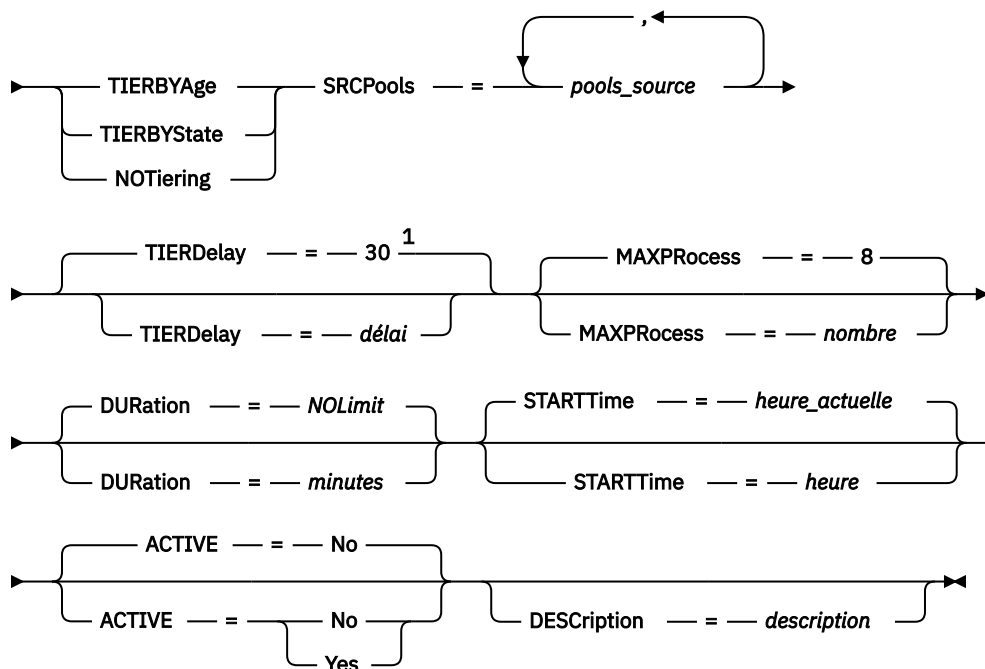 ,
TIERBYAge SRCPools = pools_source
TIERBYState
NOTiering
TIERDelay = 30 1 MAXPRocess = 8
TIERDelay = délai MAXPRocess = nombre
DURation = NOLimit STARTTime = heure_actuelle
DURation = minutes STARTTime = heure
ACTIVE = No
ACTIVE = No DESCription = description
Yes